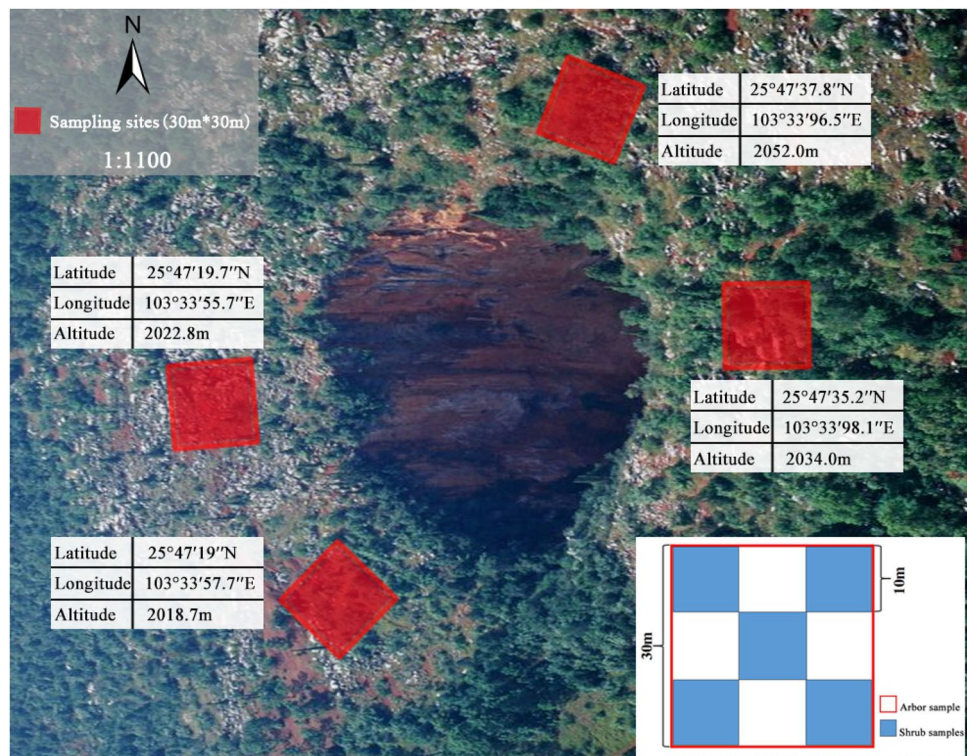 N
Sampling sites (30m*30m)
1:1100
Latitude 25°47′37.8′′N
Longitude 103°33′96.5′′E
Altitude 2052.0m
Latitude 25°47′19.7′′N
Longitude 103°33′55.7′′E
Altitude 2022.8m
Latitude 25°47′35.2′′N
Longitude 103°33′98.1′′E
Altitude 2034.0m
Latitude 25°47′19′′N
Longitude 103°33′57.7′′E
Altitude 2018.7m
10m
30m
Arbor sample
Shrub samples